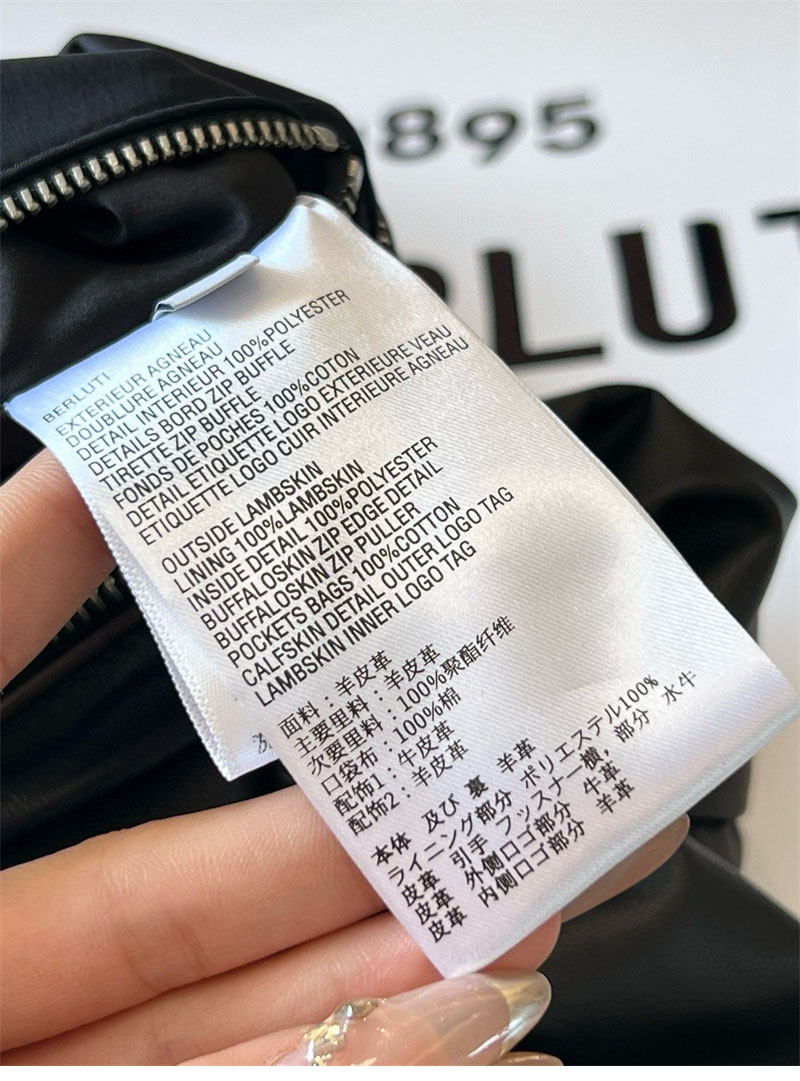 895
BERLUTI
EXTERIEUR AGNEAU
DOUBLURE AGNEAU
DETAIL INTERIEUR 100%POLYESTER
DETAILS BORD ZIP BUFFLE
TIRETTE ZIP BUFFLE
FONDS DE POCHES 100%COTON
DETAIL ETIQUETTE LOGO EXTERIEURE VEAU
ETIQUETTE LOGO CUIR INTERIEURE AGNEAU
OUTSIDE LAMBSKIN
LINING 100%LAMBSKIN
INSIDE DETAIL 100%POLYESTER
BUFFALOSKIN ZIP EDGE DETAIL
BUFFALOSKIN ZIP PULLER
POCKETS BAGS 100%COTTON
CALFSKIN DETAIL OUTER LOGO TAG
LAMBSKIN INNER LOGO TAG
面料：羊皮革
主要里料：羊皮革
次要里料：100%聚酯纤维
口袋布：100%棉
配饰1：牛皮革
配饰2：羊皮革
本体 及び 裏 羊革
ライニング部分 ポリエステル100%
皮革 引手 フッスナー横，部分 水牛
皮革 外側ロゴ部分 牛革
皮革 内側ロゴ部分 羊革